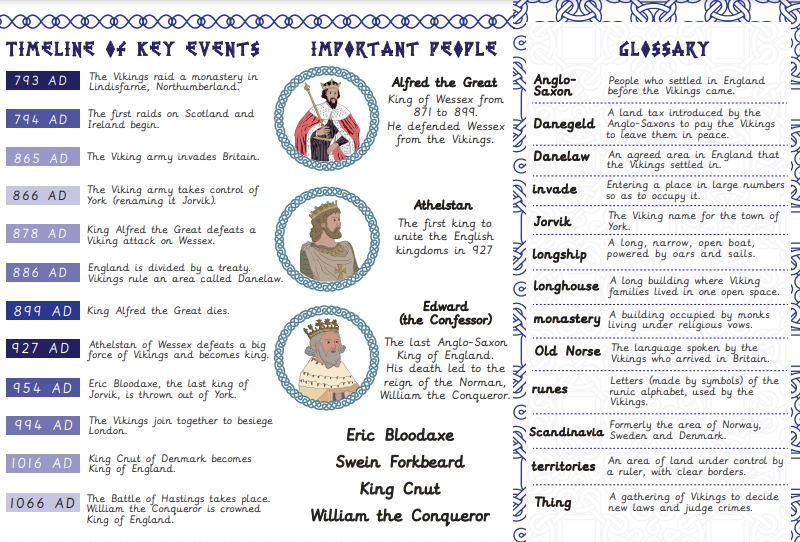 TIMELINE OF KEY EVENTS
793 AD
The Vikings raid a monastery in
Lindisfarne, Northumberland.
794 AD
The first raids on Scotland and
Ireland begin.
865 AD
The Viking army invades Britain.
866 AD
The Viking army takes control of
York (renaming it Jorvik).
878 AD
King Alfred the Great defeats a
Viking attack on Wessex.
886 AD
England is divided by a treaty.
Vikings rule an area called Danelaw.
899 AD
King Alfred the Great dies.
927 AD
Athelstan of Wessex defeats a big
force of Vikings and becomes king.
954 AD
Eric Bloodaxe, the last king of
Jorvik, is thrown out of York.
994 AD
The Vikings join together to besiege
London.
1016 AD
King Cnut of Denmark becomes
King of England.
1066 AD
The Battle of Hastings takes place.
William the Conqueror is crowned
King of England.
IMPORTANT PEOPLE
Alfred the Great
King of Wessex from
871 to 899.
He defended Wessex
from the Vikings.
Athelstan
The first king to
unite the English
kingdoms in 927
Edward
(the Confessor)
The last Anglo-Saxon
King of England.
His death led to the
reign of the Norman,
William the Conqueror.
Eric Bloodaxe
Swein Forkbeard
King Cnut
William the Conqueror
GLOSSARY
Anglo-
Saxon
People who settled in England
before the Vikings came.
Danegeld
A land tax introduced by the
Anglo-Saxons to pay the Vikings
to leave them in peace.
Danelaw
An agreed area in England that
the Vikings settled in.
invade
Entering a place in large numbers
so as to occupy it.
Jorvik
The Viking name for the town of
York.
longship
A long, narrow, open boat,
powered by oars and sails.
longhouse
A long building where Viking
families lived in one open space.
monastery
A building occupied by monks
living under religious vows.
Old Norse
The language spoken by the
Vikings who arrived in Britain.
runes
Letters (made by symbols) of the
runic alphabet, used by the
Vikings.
Scandinavia
Formerly the area of Norway,
Sweden and Denmark.
territories
An area of land under control by
a ruler, with clear borders.
Thing
A gathering of Vikings to decide
new laws and judge crimes.